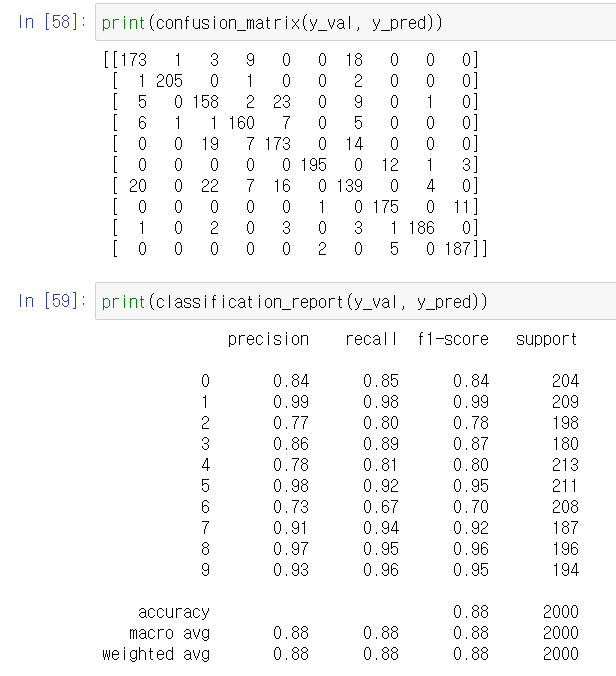 In [58]: print(confusion_matrix(y_val, y_pred))
[[173 1 3 9 0 0 18 0 0 0]
[ 1 205 0 1 0 0 2 0 0 0]
[ 5 0 158 2 23 0 9 0 1 0]
[ 6 1 1 160 7 0 5 0 0 0]
[ 0 0 19 7 173 0 14 0 0 0]
[ 0 0 0 0 0 195 0 12 1 3]
[ 20 0 22 7 16 0 139 0 4 0]
[ 0 0 0 0 0 1 0 175 0 11]
[ 1 0 2 0 3 0 3 1 186 0]
[ 0 0 0 0 0 2 0 5 0 187]]
In [59]: print(classification_report(y_val, y_pred))
precision recall f1-score support
0 0.84 0.85 0.84 204
1 0.99 0.98 0.99 209
2 0.77 0.80 0.78 198
3 0.86 0.89 0.87 180
4 0.78 0.81 0.80 213
5 0.98 0.92 0.95 211
6 0.73 0.67 0.70 208
7 0.91 0.94 0.92 187
8 0.97 0.95 0.96 196
9 0.93 0.96 0.95 194
accuracy 0.88 2000
macro avg 0.88 0.88 0.88 2000
weighted avg 0.88 0.88 0.88 2000